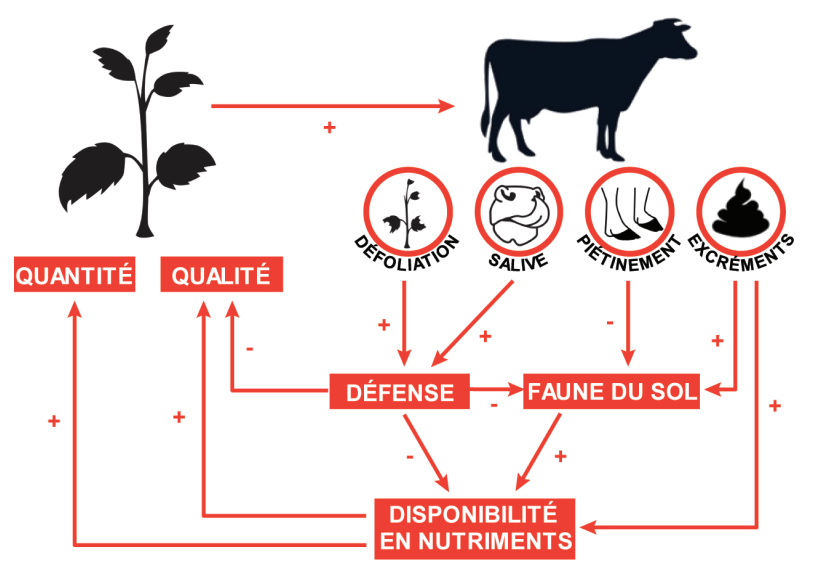 +
DÉFOLIATION
SALIVE
PIÉTINEMENT
EXCRÉMENTS
QUANTITÉ
QUALITÉ
+
+
-
+
-
DÉFENSE
-
FAUNE DU SOL
+
+
+
-
+
DISPONIBILITÉ
EN NUTRIMENTS